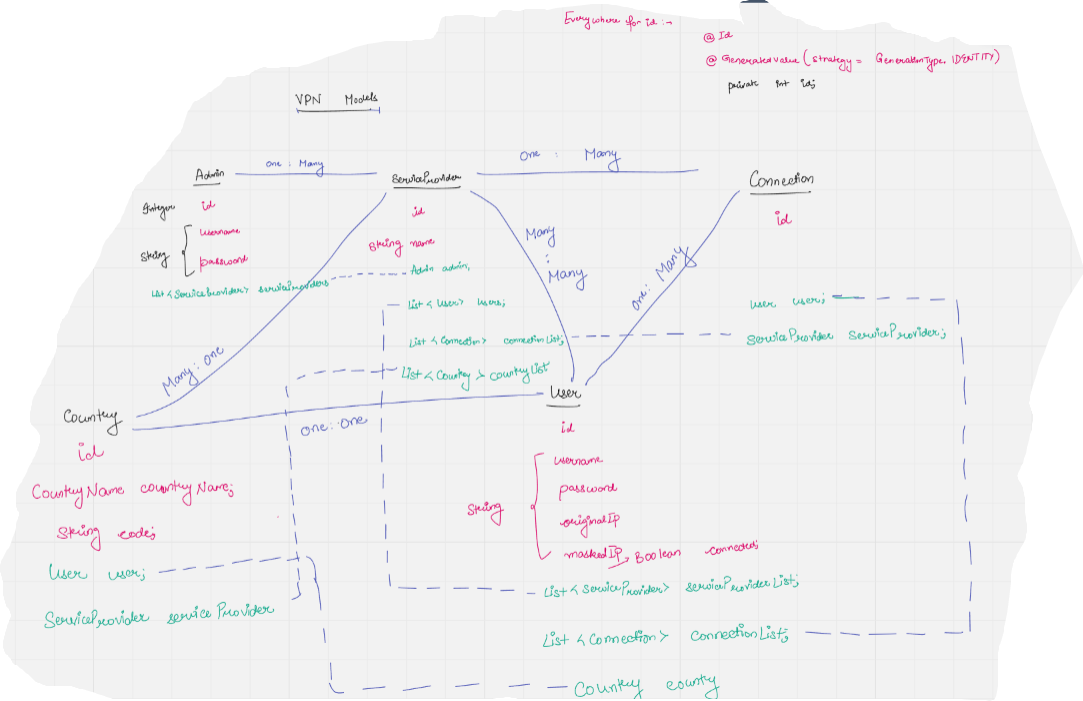 Everywhere for id :→
@ Id
@ GeneratedValue ( strategy = GenerationType. IDENTITY)
private int id;
VPN Models
one : Many
One : Many
Admin
ServiceProvider
Connection
Integer id
id
id
String username
password
String name
Many : Many
one : Many
Admin admin;
List < ServiceProvider > serviceProviders
List < User > users;
User user;
List < Connection > connectionList;
ServiceProvider serviceProvider;
Many : One
List < Country > countryList
User
Country
one : one
id
id
CountryName countryName;
String code;
User user;
ServiceProvider serviceProvider
String username
password
originalIP
maskedIP, Boolean connected;
List < ServiceProvider > serviceProviderList;
List < Connection > connectionList;
Country county